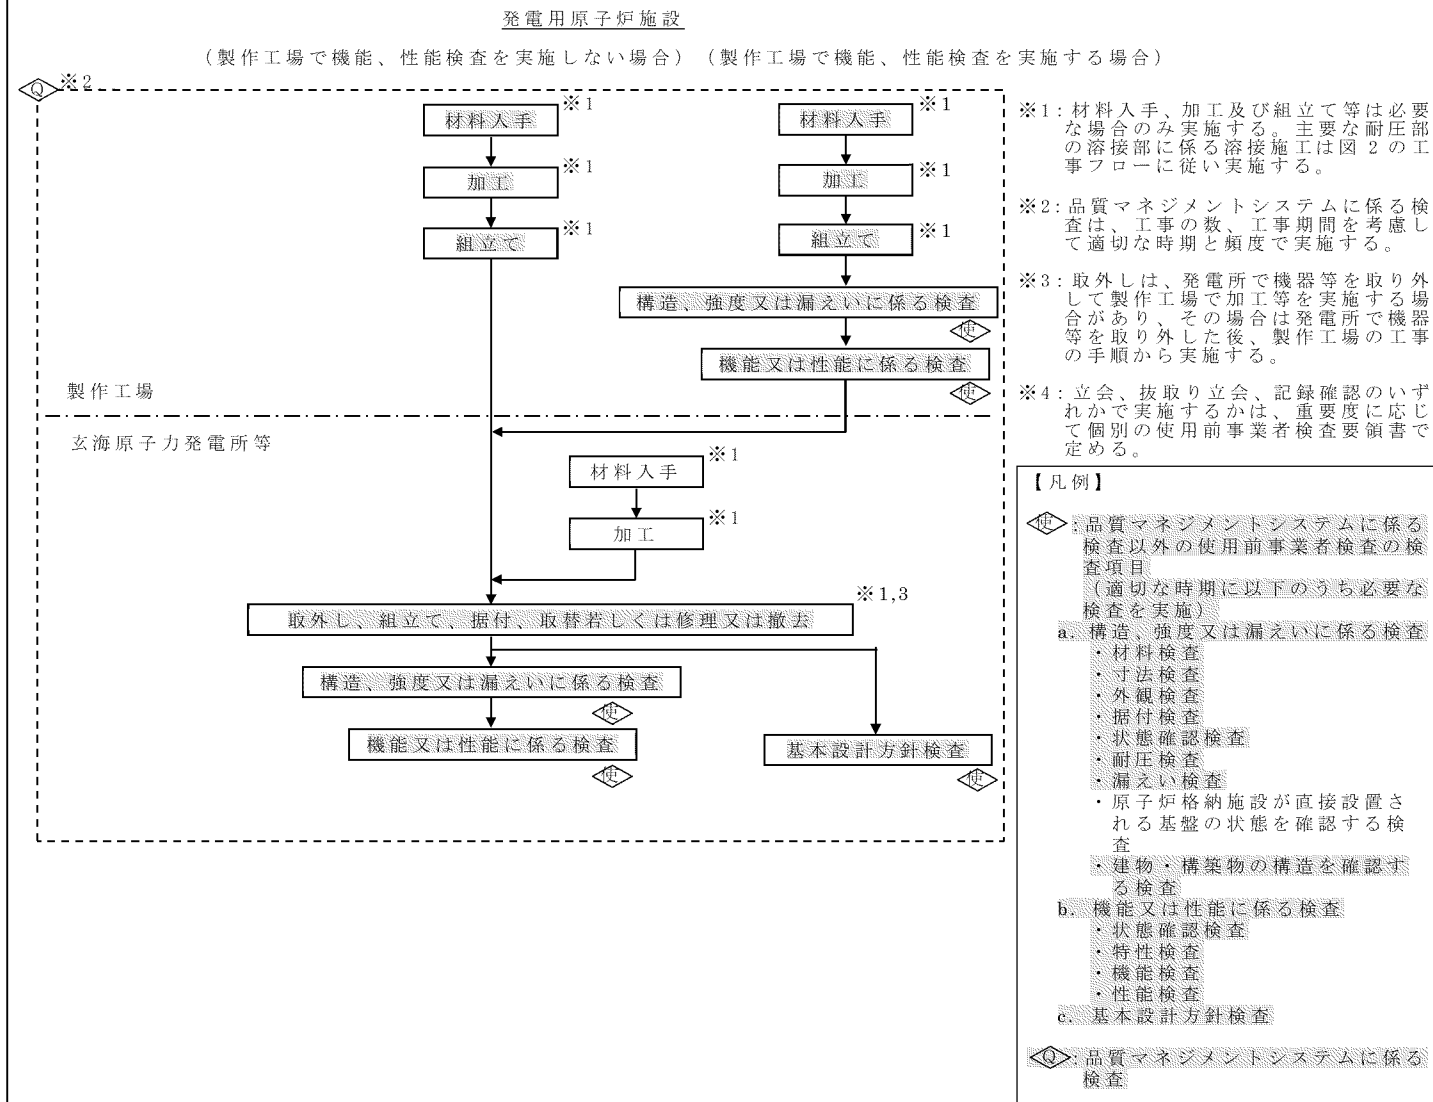 発電用原子炉施設
（製作工場で機能、性能検査を実施しない場合）（製作工場で機能、性能検査を実施する場合）
Q
※2
材料入手
※1
加工
※1
組立て
※1
材料入手
※1
加工
※1
組立て
※1
構造、強度又は漏えいに係る検査
使
機能又は性能に係る検査
使
製作工場
玄海原子力発電所等
材料入手
※1
加工
※1
取外し、組立て、据付、取替若しくは修理又は撤去
※1,3
構造、強度又は漏えいに係る検査
使
機能又は性能に係る検査
使
基本設計方針検査
使
※1：材料入手、加工及び組立て等は必要
な場合のみ実施する。主要な耐圧部
の溶接部に係る溶接施工は図2の工
事フローに従い実施する。
※2：品質マネジメントシステムに係る検
査は、工事の数、工事期間を考慮し
て適切な時期と頻度で実施する。
※3：取外しは、発電所で機器等を取り外
して製作工場で加工等を実施する場
合があり、その場合は発電所で機器
等を取り外した後、製作工場の工事
の手順から実施する。
※4：立会、抜取り立会、記録確認のいず
れかで実施するかは、重要度に応じ
て個別の使用前事業者検査要領書で
定める。
【凡例】
使：品質マネジメントシステムに係る
検査以外の使用前事業者検査の検
査項目
（適切な時期に以下のうち必要な
検査を実施）
a. 構造、強度又は漏えいに係る検査
・材料検査
・寸法検査
・外観検査
・据付検査
・状態確認検査
・耐圧検査
・漏えい検査
・原子炉格納施設が直接設置さ
れる基盤の状態を確認する検
査
・建物・構築物の構造を確認す
る検査
b. 機能又は性能に係る検査
・状態確認検査
・特性検査
・機能検査
・性能検査
c. 基本設計方針検査
Q：品質マネジメントシステムに係る
検査